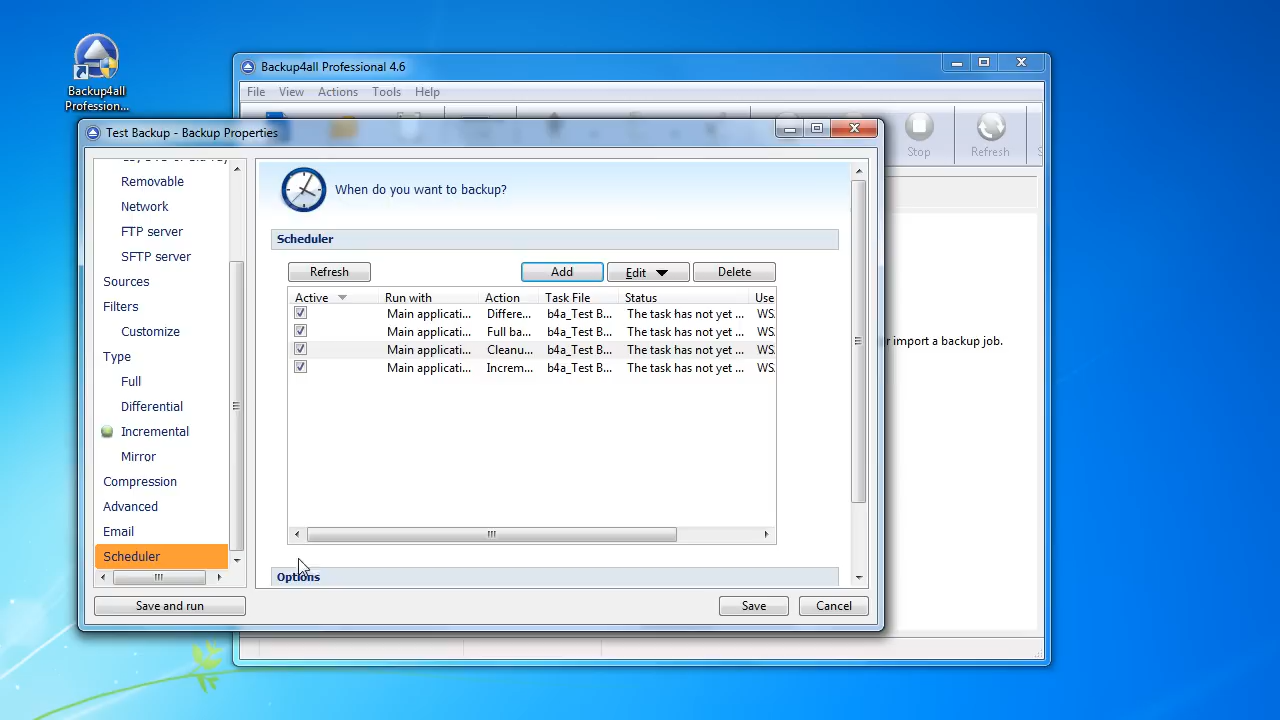 Backup4all
Professional...
Backup4all Professional 4.6
File View Actions Tools Help
Stop Refresh
Test Backup - Backup Properties
Removable
Network
FTP server
SFTP server
Sources
Filters
Customize
Type
Full
Differential
Incremental
Mirror
Compression
Advanced
Email
Scheduler
When do you want to backup?
Scheduler
Refresh Add Edit Delete
Active Run with Action Task File Status Use
Main applicati... Differe... b4a_Test B... The task has not yet ... WS
Main applicati... Full ba... b4a_Test B... The task has not yet ... WS
Main applicati... Cleanu... b4a_Test B... The task has not yet ... WS
Main applicati... Increm... b4a_Test B... The task has not yet ... WS
Options
Save and run Save Cancel
import a backup job.